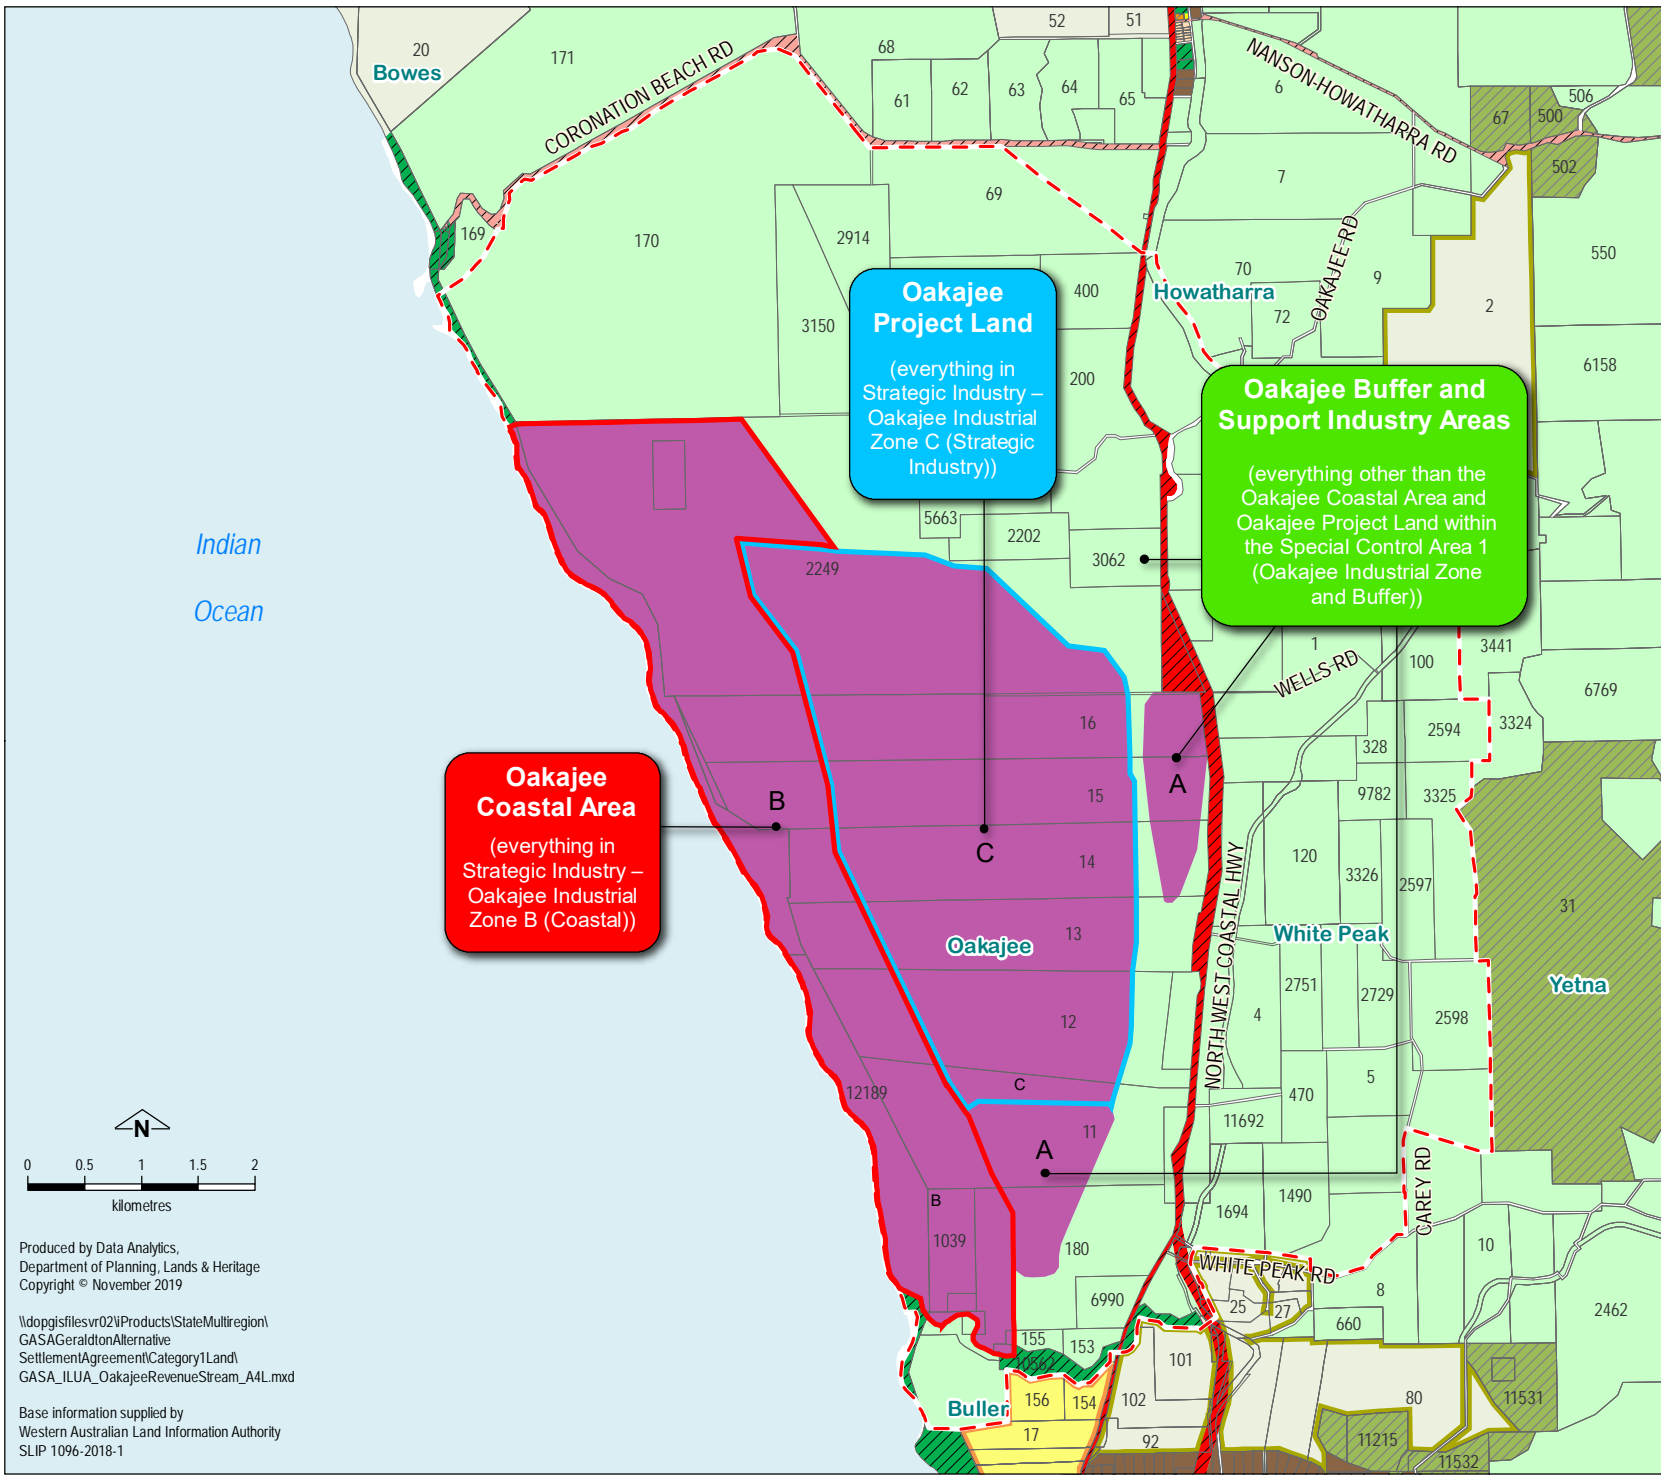 20
Bowes
171
CORONATION BEACH RD
68
52
51
61
62
63
64
65
NANSON-HOWATHARRA RD
6
67
500
506
502
7
69
169
170
2914
3150
400
200
70
Howatharra
72
OAKAJEE RD
9
2
550
6158
Oakajee
Project Land
(everything in
Strategic Industry –
Oakajee Industrial
Zone C (Strategic
Industry))
Oakajee Buffer and
Support Industry Areas
(everything other than the
Oakajee Coastal Area and
Oakajee Project Land within
the Special Control Area 1
(Oakajee Industrial Zone
and Buffer))
Indian
Ocean
5663
2202
3062
2249
1
WELLS RD
100
3441
6769
16
328
2594
3324
Oakajee
Coastal Area
(everything in
Strategic Industry –
Oakajee Industrial
Zone B (Coastal))
B
A
15
C
14
9782
3325
120
3326
2597
31
NORTH WEST COASTAL HWY
13
Oakajee
White Peak
Yetna
12
4
2751
2729
2598
C
12189
470
5
11692
11
A
B
1039
180
1694
1490
CAREY RD
10
WHITE PEAK RD
25
27
8
660
2462
6990
155
153
10562
101
102
156
154
Buller
17
92
80
11531
11215
11532
N
0 0.5 1 1.5 2
kilometres
Produced by Data Analytics,
Department of Planning, Lands & Heritage
Copyright © November 2019
\\dopgisfilesvr02\iProducts\StateMultiregion\
GASAGeraldtonAlternative
SettlementAgreement\Category1Land\
GASA_ILUA_OakajeeRevenueStream_A4L.mxd
Base information supplied by
Western Australian Land Information Authority
SLIP 1096-2018-1